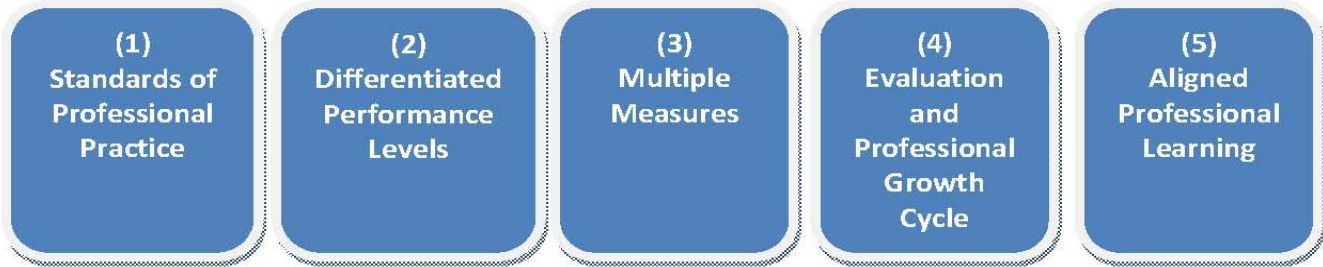 (1)
Standards of
Professional
Practice
(2)
Differentiated
Performance
Levels
(3)
Multiple
Measures
(4)
Evaluation
and
Professional
Growth
Cycle
(5)
Aligned
Professional
Learning